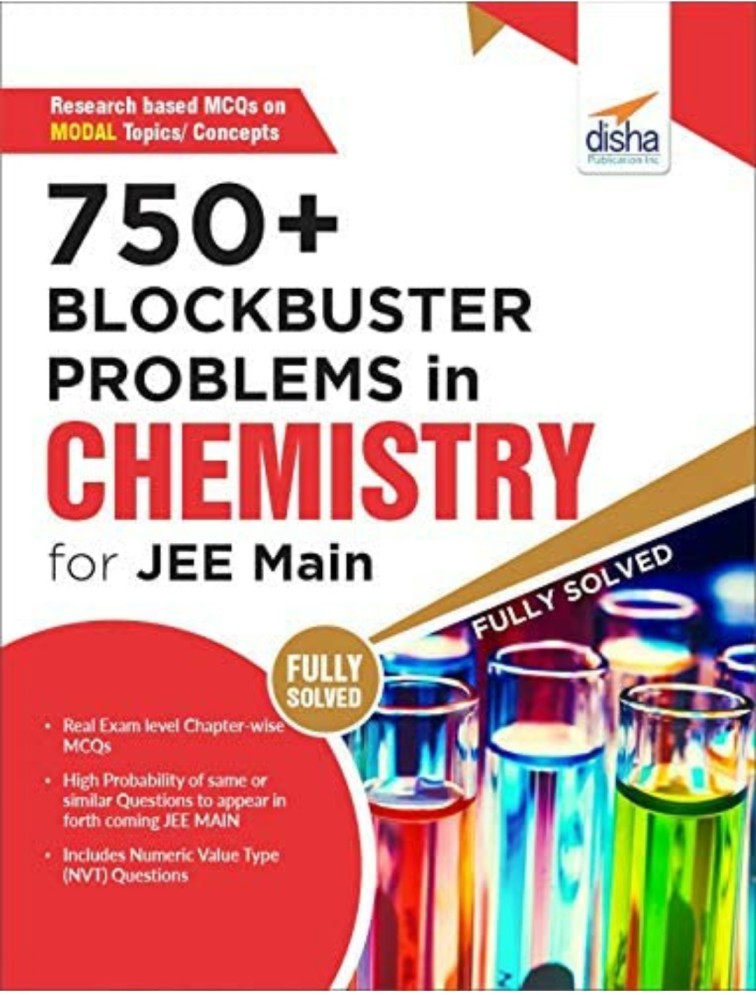 Research based MCQs on
MODAL Topics/ Concepts
disha
Publication Inc
750+
BLOCKBUSTER
PROBLEMS in
CHEMISTRY
for JEE Main
FULLY SOLVED
FULLY
SOLVED
• Real Exam level Chapter-wise
MCQs
• High Probability of same or
similar Questions to appear in
forth coming JEE MAIN
• Includes Numeric Value Type
(NVT) Questions